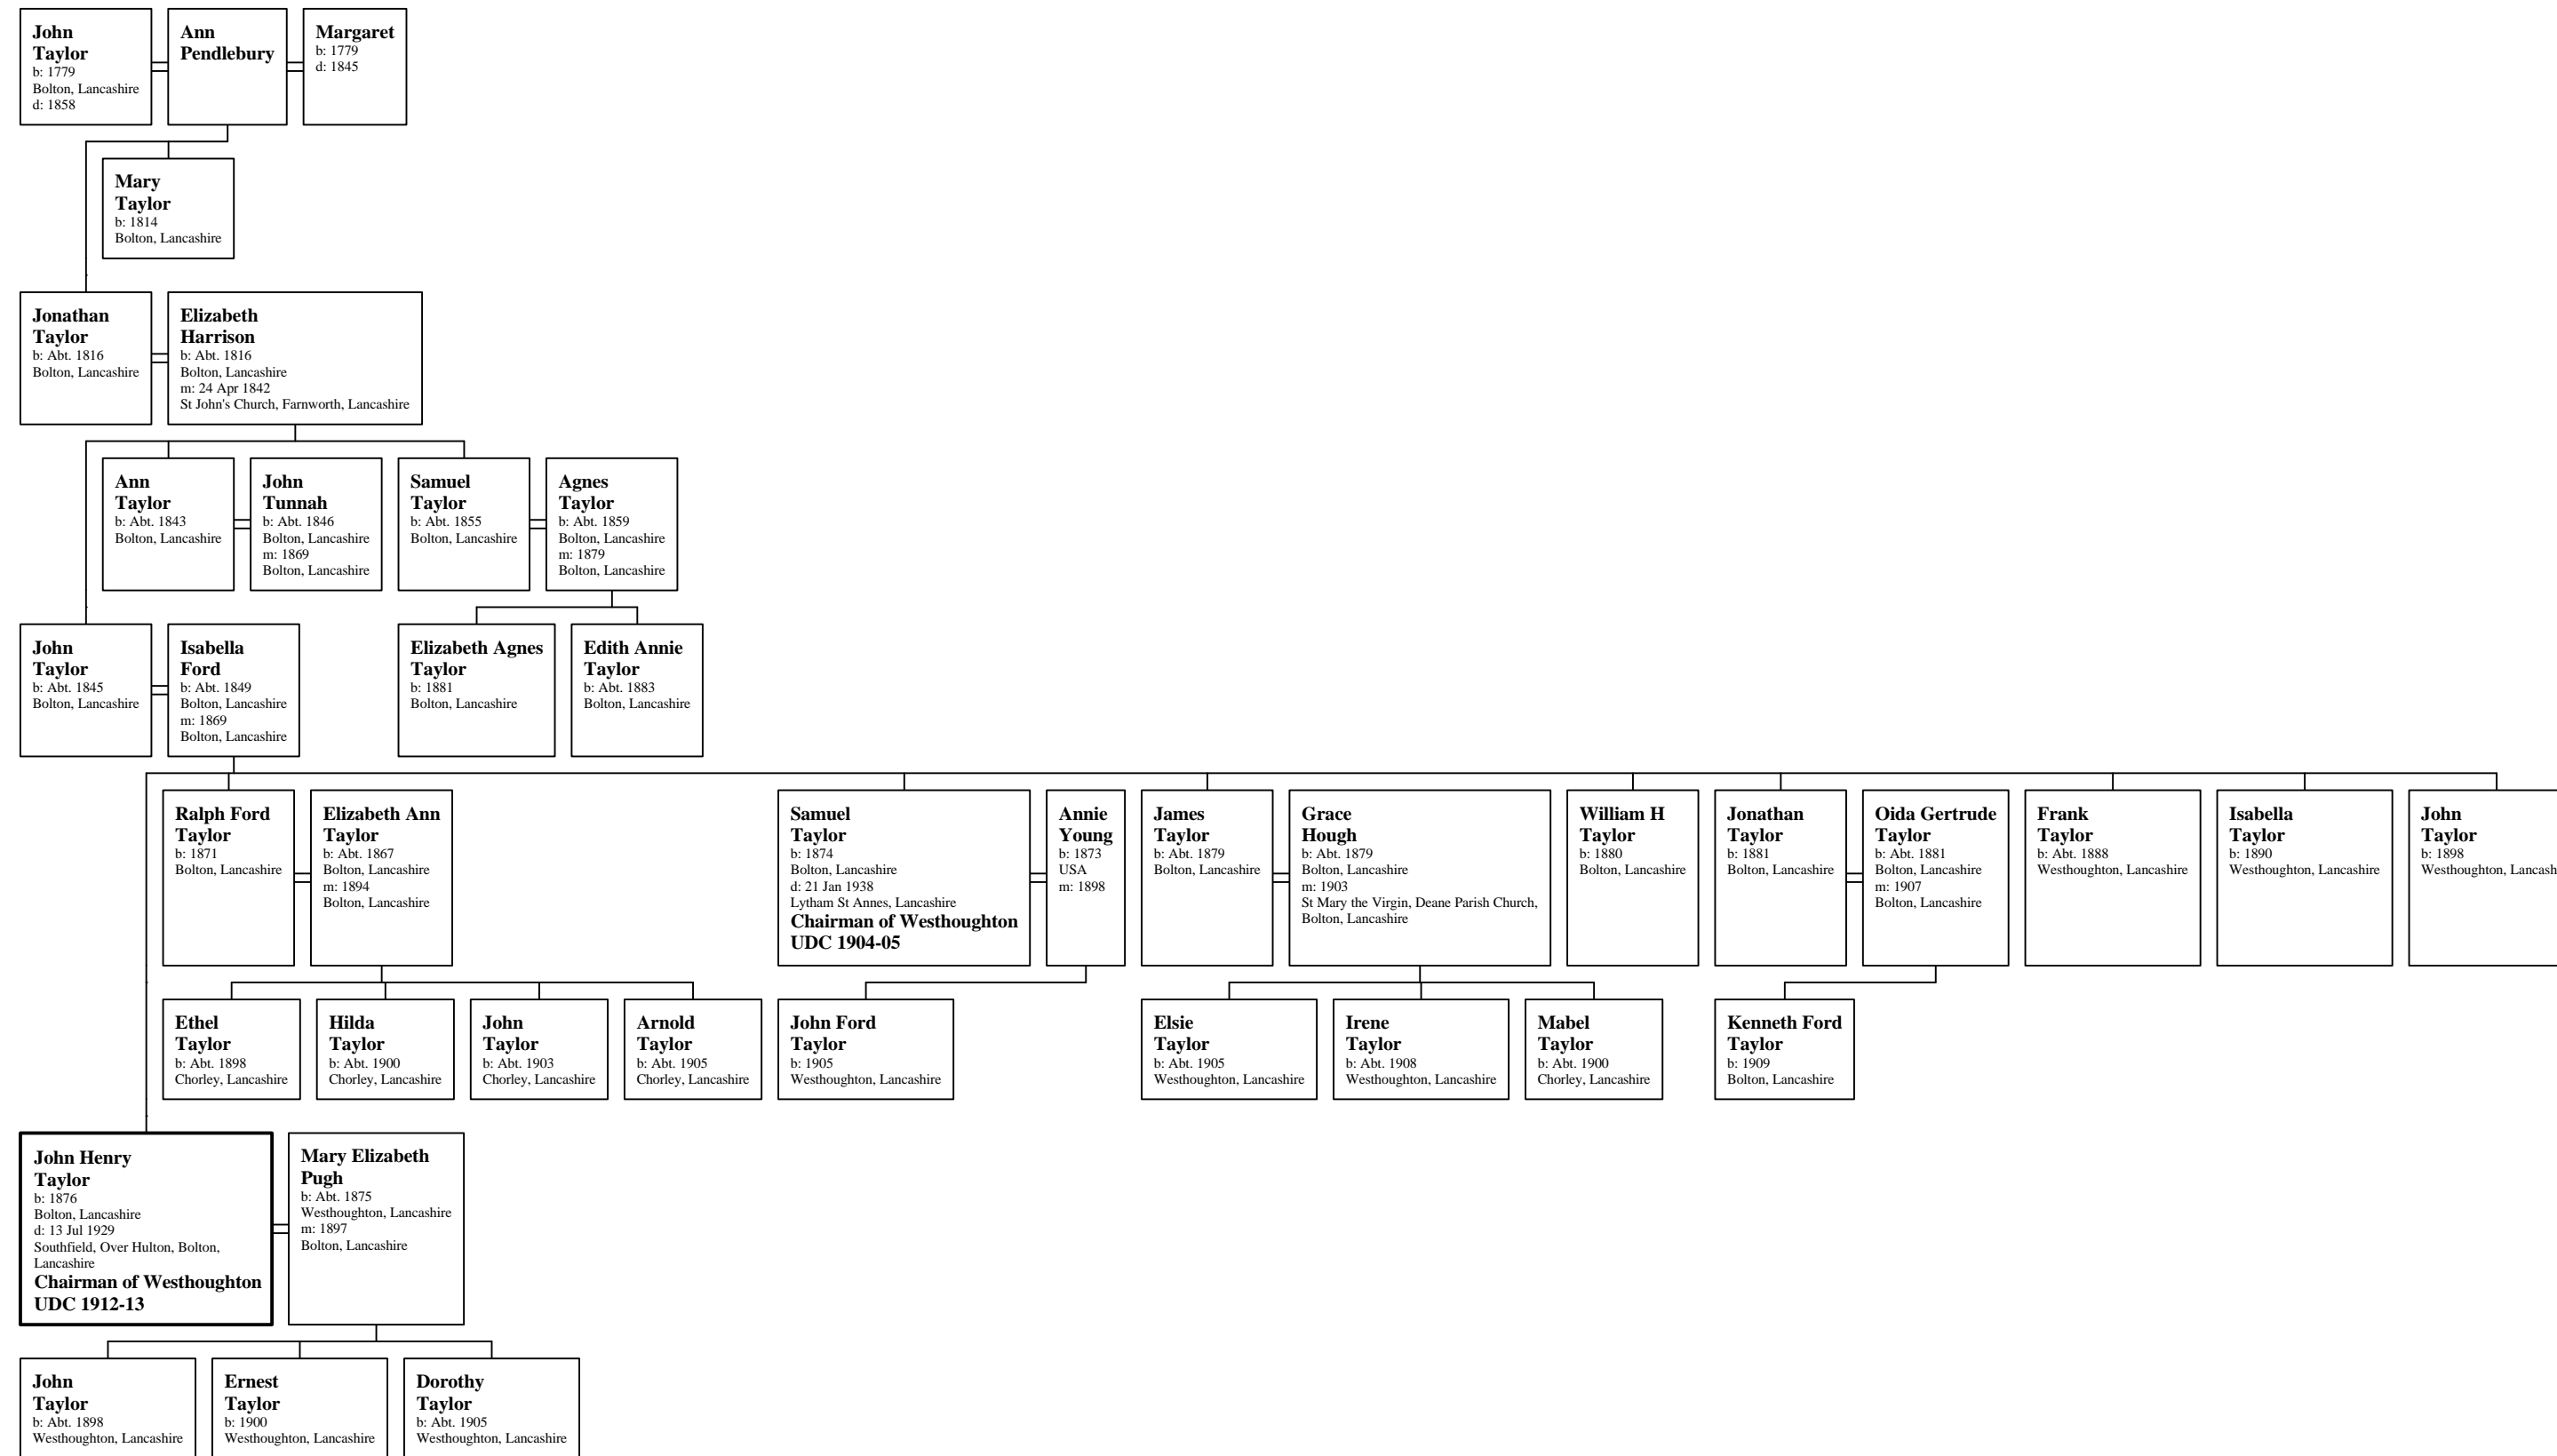 John
Taylor
b: 1779
Bolton, Lancashire
d: 1858
Ann
Pendlebury
Margaret
b: 1779
d: 1845
Mary
Taylor
b: 1814
Bolton, Lancashire
Jonathan
Taylor
b: Abt. 1816
Bolton, Lancashire
Elizabeth
Harrison
b: Abt. 1816
Bolton, Lancashire
m: 24 Apr 1842
St John's Church, Farnworth, Lancashire
Ann
Taylor
b: Abt. 1843
Bolton, Lancashire
John
Tunnah
b: Abt. 1846
Bolton, Lancashire
m: 1869
Bolton, Lancashire
Samuel
Taylor
b: Abt. 1855
Bolton, Lancashire
Agnes
Taylor
b: Abt. 1859
Bolton, Lancashire
m: 1879
Bolton, Lancashire
John
Taylor
b: Abt. 1845
Bolton, Lancashire
Isabella
Ford
b: Abt. 1849
Bolton, Lancashire
m: 1869
Bolton, Lancashire
Elizabeth Agnes
Taylor
b: 1881
Bolton, Lancashire
Edith Annie
Taylor
b: Abt. 1883
Bolton, Lancashire
Ralph Ford
Taylor
b: 1871
Bolton, Lancashire
Elizabeth Ann
Taylor
b: Abt. 1867
Bolton, Lancashire
m: 1894
Bolton, Lancashire
Samuel
Taylor
b: 1874
Bolton, Lancashire
d: 21 Jan 1938
Lytham St Annes, Lancashire
Chairman of Westhoughton
UDC 1904-05
Annie
Young
b: 1873
USA
m: 1898
James
Taylor
b: Abt. 1879
Bolton, Lancashire
Grace
Hough
b: Abt. 1879
Bolton, Lancashire
m: 1903
St Mary the Virgin, Deane Parish Church,
Bolton, Lancashire
William H
Taylor
b: 1880
Bolton, Lancashire
Jonathan
Taylor
b: 1881
Bolton, Lancashire
Oida Gertrude
Taylor
b: Abt. 1881
Bolton, Lancashire
m: 1907
Bolton, Lancashire
Frank
Taylor
b: Abt. 1888
Westhoughton, Lancashire
Isabella
Taylor
b: 1890
Westhoughton, Lancashire
John
Taylor
b: 1898
Westhoughton, Lancash
Ethel
Taylor
b: Abt. 1898
Chorley, Lancashire
Hilda
Taylor
b: Abt. 1900
Chorley, Lancashire
John
Taylor
b: Abt. 1903
Chorley, Lancashire
Arnold
Taylor
b: Abt. 1905
Chorley, Lancashire
John Ford
Taylor
b: 1905
Westhoughton, Lancashire
Elsie
Taylor
b: Abt. 1905
Westhoughton, Lancashire
Irene
Taylor
b: Abt. 1908
Westhoughton, Lancashire
Mabel
Taylor
b: Abt. 1900
Chorley, Lancashire
Kenneth Ford
Taylor
b: 1909
Bolton, Lancashire
John Henry
Taylor
b: 1876
Bolton, Lancashire
d: 13 Jul 1929
Southfield, Over Hulton, Bolton,
Lancashire
Chairman of Westhoughton
UDC 1912-13
Mary Elizabeth
Pugh
b: Abt. 1875
Westhoughton, Lancashire
m: 1897
Bolton, Lancashire
John
Taylor
b: Abt. 1898
Westhoughton, Lancashire
Ernest
Taylor
b: 1900
Westhoughton, Lancashire
Dorothy
Taylor
b: Abt. 1905
Westhoughton, Lancashire